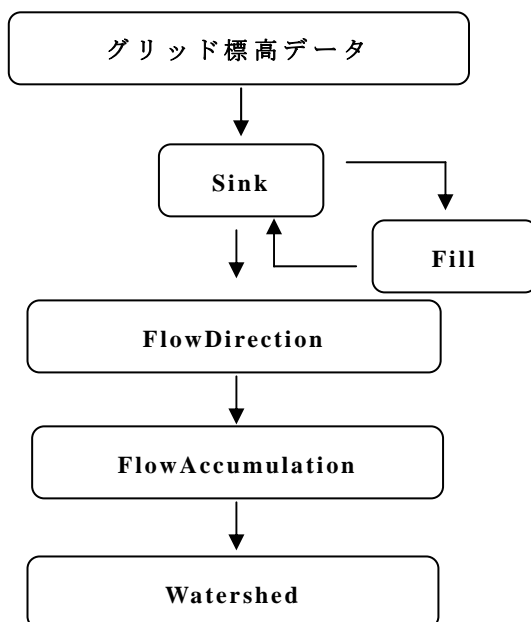 グリッド標高データ
Sink
Fill
FlowDirection
FlowAccumulation
Watershed